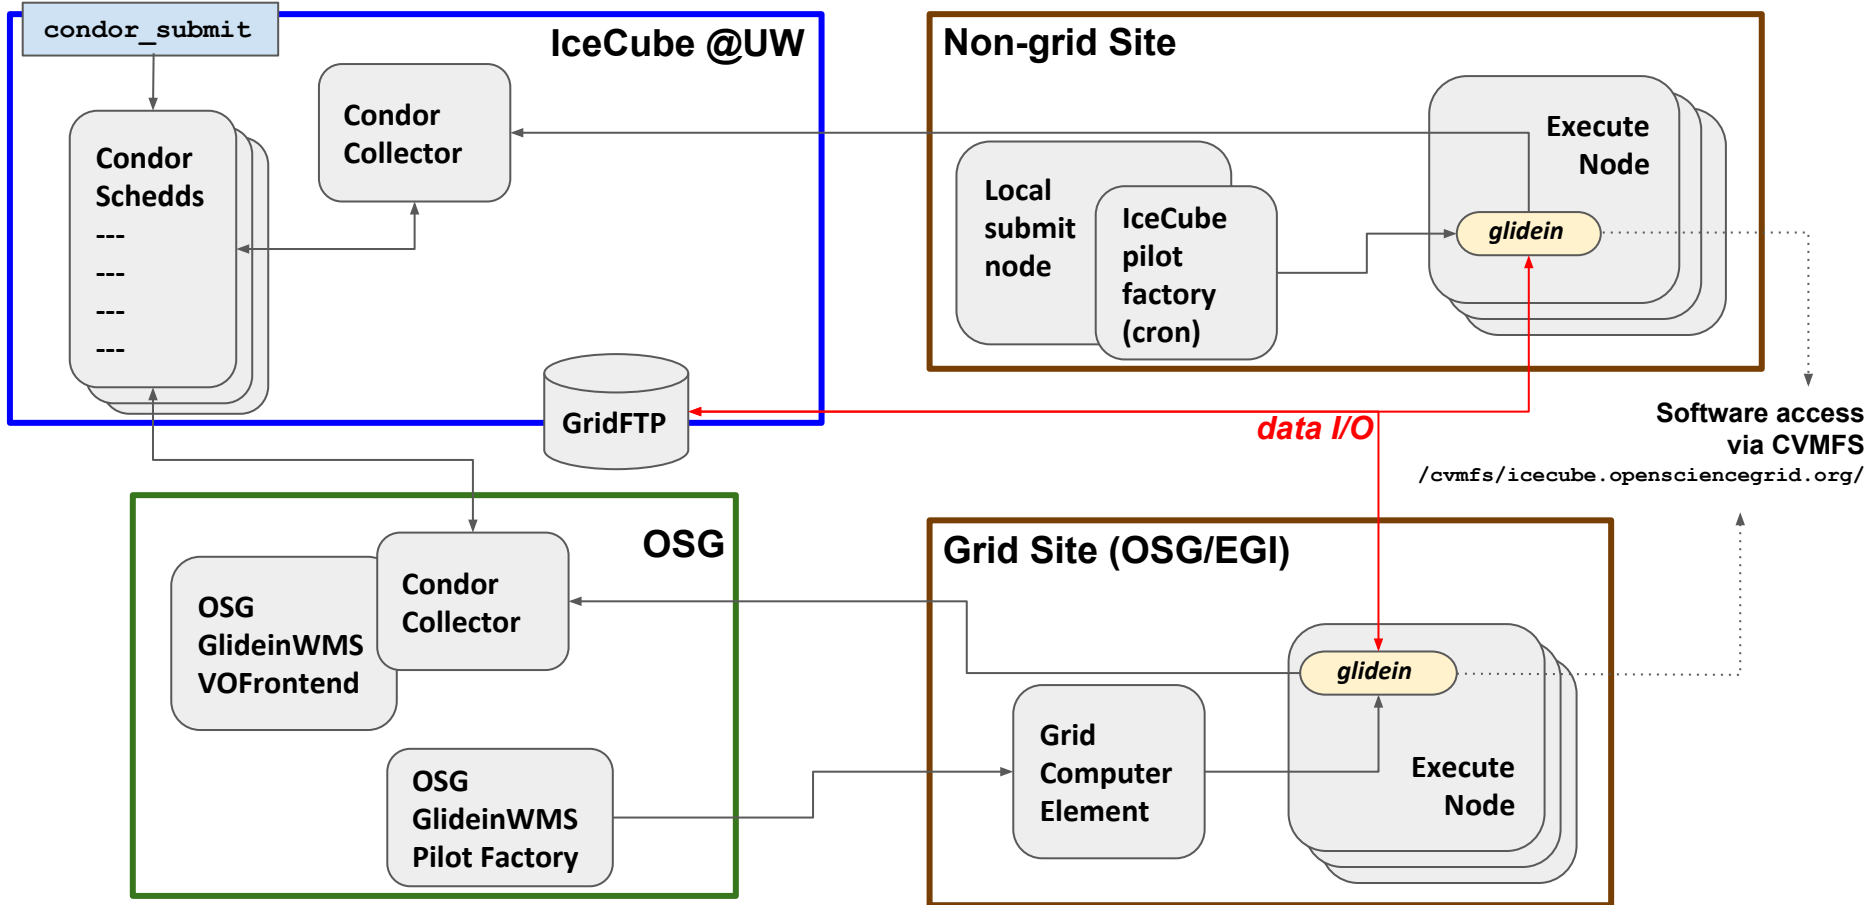 condor_submit
IceCube @UW
Condor
Collector
Condor
Schedds
---
---
---
---
GridFTP
Non-grid Site
Execute
Node
Local
submit
node
IceCube
pilot
factory
(cron)
glidein
data I/O
Software access
via CVMFS
/cvmfs/icecube.opensciencegrid.org/
OSG
Condor
Collector
OSG
GlideinWMS
VOFrontend
OSG
GlideinWMS
Pilot Factory
Grid Site (OSG/EGI)
glidein
Grid
Computer
Element
Execute
Node